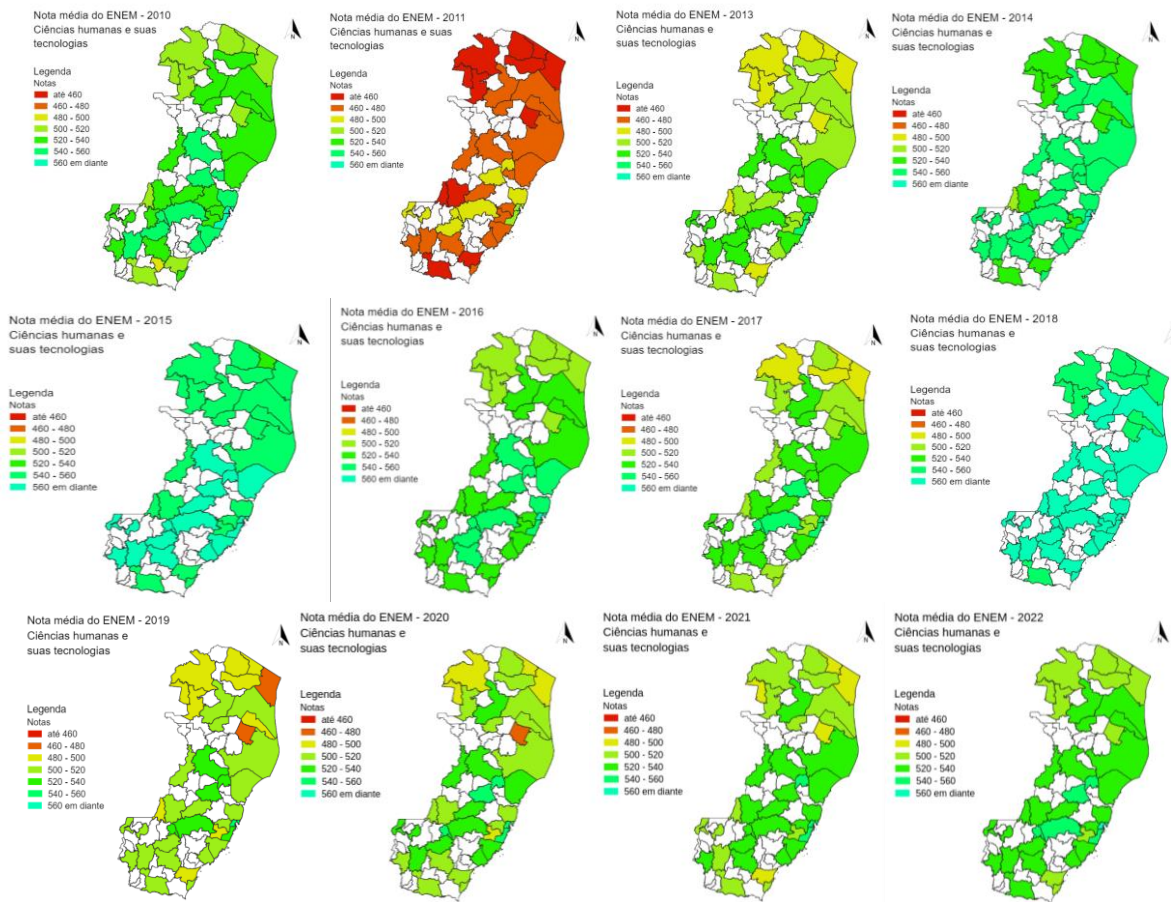 Nota média do ENEM - 2010
Ciências humanas e suas
tecnologias
N
Legenda
Notas
até 460
460 - 480
480 - 500
500 - 520
520 - 540
540 - 560
560 em diante
Nota média do ENEM - 2011
Ciências humanas e suas
tecnologias
N
Legenda
Notas
até 460
460 - 480
480 - 500
500 - 520
520 - 540
540 - 560
560 em diante
Nota média do ENEM - 2013
Ciências humanas e
suas tecnologias
N
Legenda
Notas
até 460
460 - 480
480 - 500
500 - 520
520 - 540
540 - 560
560 em diante
Nota média do ENEM - 2014
Ciências humanas e
suas tecnologias
N
Legenda
Notas
até 460
460 - 480
480 - 500
500 - 520
520 - 540
540 - 560
560 em diante
Nota média do ENEM - 2015
Ciências humanas e
suas tecnologias
N
Legenda
Notas
até 460
460 - 480
480 - 500
500 - 520
520 - 540
540 - 560
560 em diante
Nota média do ENEM - 2016
Ciências humanas e
suas tecnologias
N
Legenda
Notas
até 460
460 - 480
480 - 500
500 - 520
520 - 540
540 - 560
560 em diante
Nota média do ENEM - 2017
Ciências humanas e
suas tecnologias
N
Legenda
Notas
até 460
460 - 480
480 - 500
500 - 520
520 - 540
540 - 560
560 em diante
Nota média do ENEM - 2018
Ciências humanas e
suas tecnologias
N
Legenda
Notas
até 460
460 - 480
480 - 500
500 - 520
520 - 540
540 - 560
560 em diante
Nota média do ENEM - 2019
Ciências humanas e
suas tecnologias
N
Legenda
Notas
até 460
460 - 480
480 - 500
500 - 520
520 - 540
540 - 560
560 em diante
Nota média do ENEM - 2020
Ciências humanas e
suas tecnologias
N
Legenda
Notas
até 460
460 - 480
480 - 500
500 - 520
520 - 540
540 - 560
560 em diante
Nota média do ENEM - 2021
Ciências humanas e
suas tecnologias
N
Legenda
Notas
até 460
460 - 480
480 - 500
500 - 520
520 - 540
540 - 560
560 em diante
Nota média do ENEM - 2022
Ciências humanas e
suas tecnologias
N
Legenda
Notas
até 460
460 - 480
480 - 500
500 - 520
520 - 540
540 - 560
560 em diante